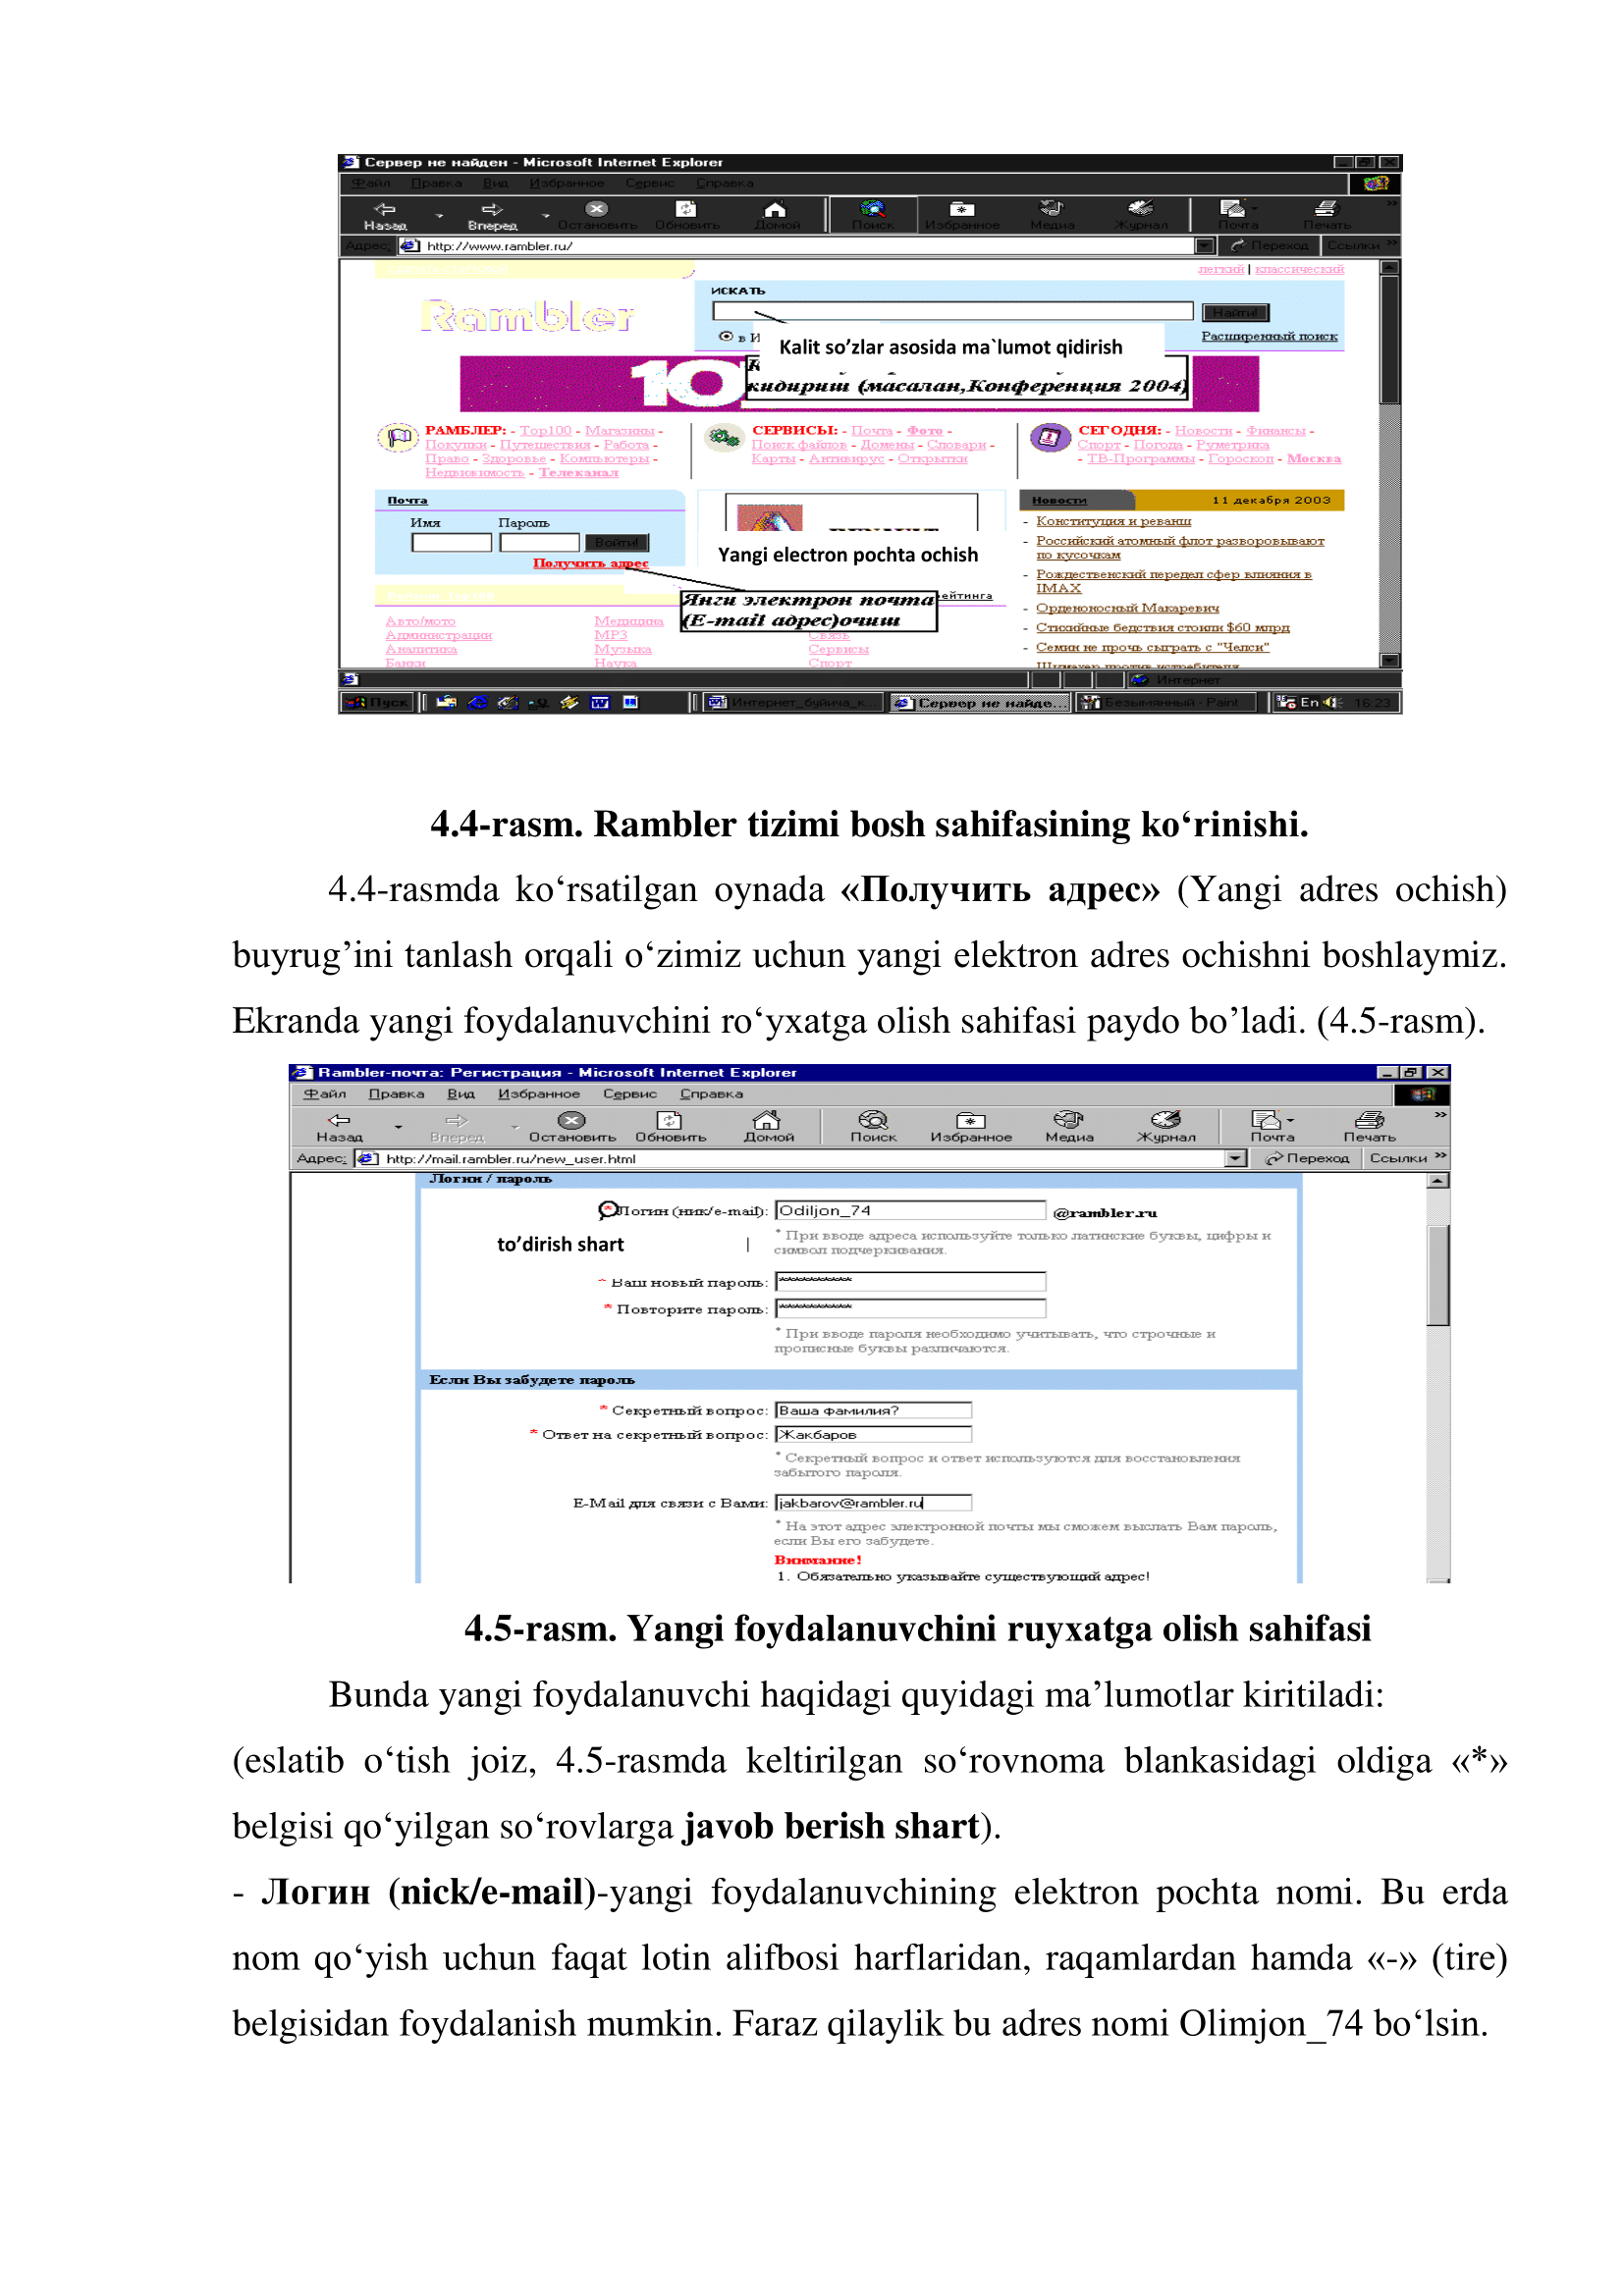 Сервер не найден - Microsoft Internet Explorer
Файл Правка Вид Избранное Сервис Справка
Назад Вперед Остановить Обновить Домой Поиск Избранное Медиа Журнал Почта Печать »
Адрес: http://www.rambler.ru/ Переход Ссылки »
легкий | классический
Rambler
ИСКАТЬ
Найти!
в И
Расширенный поиск
Kalit so’zlar asosida ma`lumot qidirish
кидириш (масалан,Конференция 2004)
10
РАМБЛЕР: - Top100 - Магазины -
Покупки - Путешествия - Работа -
Право - Здоровье - Компьютеры -
Недвижимость - Телеканал
СЕРВИСЫ: - Почта - Фото -
Поиск файлов - Домены - Словари -
Карты - Антивирус - Открытки
СЕГОДНЯ: - Новости - Финансы -
Спорт - Погода - Руметрика
- ТВ-Программы - Гороскоп - Москва
Почта
Имя Пароль
Войти!
Получить адрес
Yangi electron pochta ochish
Янги электрон почта
(E-mail адрес)очиш
ейтинга
Авто/мото Медицина
Администрации MP3 Связь
Аналитика Музыка Сервисы
Банки Наука Спорт
Новости 11 декабря 2003
- Конституция и реванш
- Российский атомный флот разворовывают
по кусочкам
- Рождественский передел сфер влияния в
IMAX
- Орденоносный Макаревич
- Стихийные бедствия стоили $60 млрд
- Семин не прочь сыграть с "Челси"
- Шумахер против истребителя
Интернет
Пуск Интернет_буйича_к... Сервер не найде... Безымянный - Paint En 16:23
4.4-rasm. Rambler tizimi bosh sahifasining ko‘rinishi.
4.4-rasmda ko‘rsatilgan oynada «Получить адрес» (Yangi adres ochish)
buyrug’ini tanlash orqali o‘zimiz uchun yangi elektron adres ochishni boshlaymiz.
Ekranda yangi foydalanuvchini ro‘yxatga olish sahifasi paydo bo’ladi. (4.5-rasm).
Rambler-почта: Регистрация - Microsoft Internet Explorer
Файл Правка Вид Избранное Сервис Справка
Назад Вперед Остановить Обновить Домой Поиск Избранное Медиа Журнал Почта Печать »
Адрес: http://mail.rambler.ru/new_user.html Переход Ссылки »
Логин / пароль
* Логин (ник/e-mail): Odiljon_74 @rambler.ru
* При вводе адреса используйте только латинские буквы, цифры и
символ подчеркивания.
to’dirish shart
* Ваш новый пароль: **********
* Повторите пароль: **********
* При вводе пароля необходимо учитывать, что строчные и
прописные буквы различаются.
Если Вы забудете пароль
* Секретный вопрос: Ваша фамилия?
* Ответ на секретный вопрос: Жакбаров
* Секретный вопрос и ответ используются для восстановления
забытого пароля.
E-Mail для связи с Вами: jakbarov@rambler.ru
* На этот адрес электронной почты мы сможем выслать Вам пароль,
если Вы его забудете.
Внимание!
1. Обязательно указывайте существующий адрес!
4.5-rasm. Yangi foydalanuvchini ruyxatga olish sahifasi
Bunda yangi foydalanuvchi haqidagi quyidagi ma’lumotlar kiritiladi:
(eslatib o‘tish joiz, 4.5-rasmda keltirilgan so‘rovnoma blankasidagi oldiga «*»
belgisi qo‘yilgan so‘rovlarga javob berish shart).
- Логин (nick/e-mail)-yangi foydalanuvchining elektron pochta nomi. Bu erda
nom qo‘yish uchun faqat lotin alifbosi harflaridan, raqamlardan hamda «-» (tire)
belgisidan foydalanish mumkin. Faraz qilaylik bu adres nomi Olimjon_74 bo‘lsin.